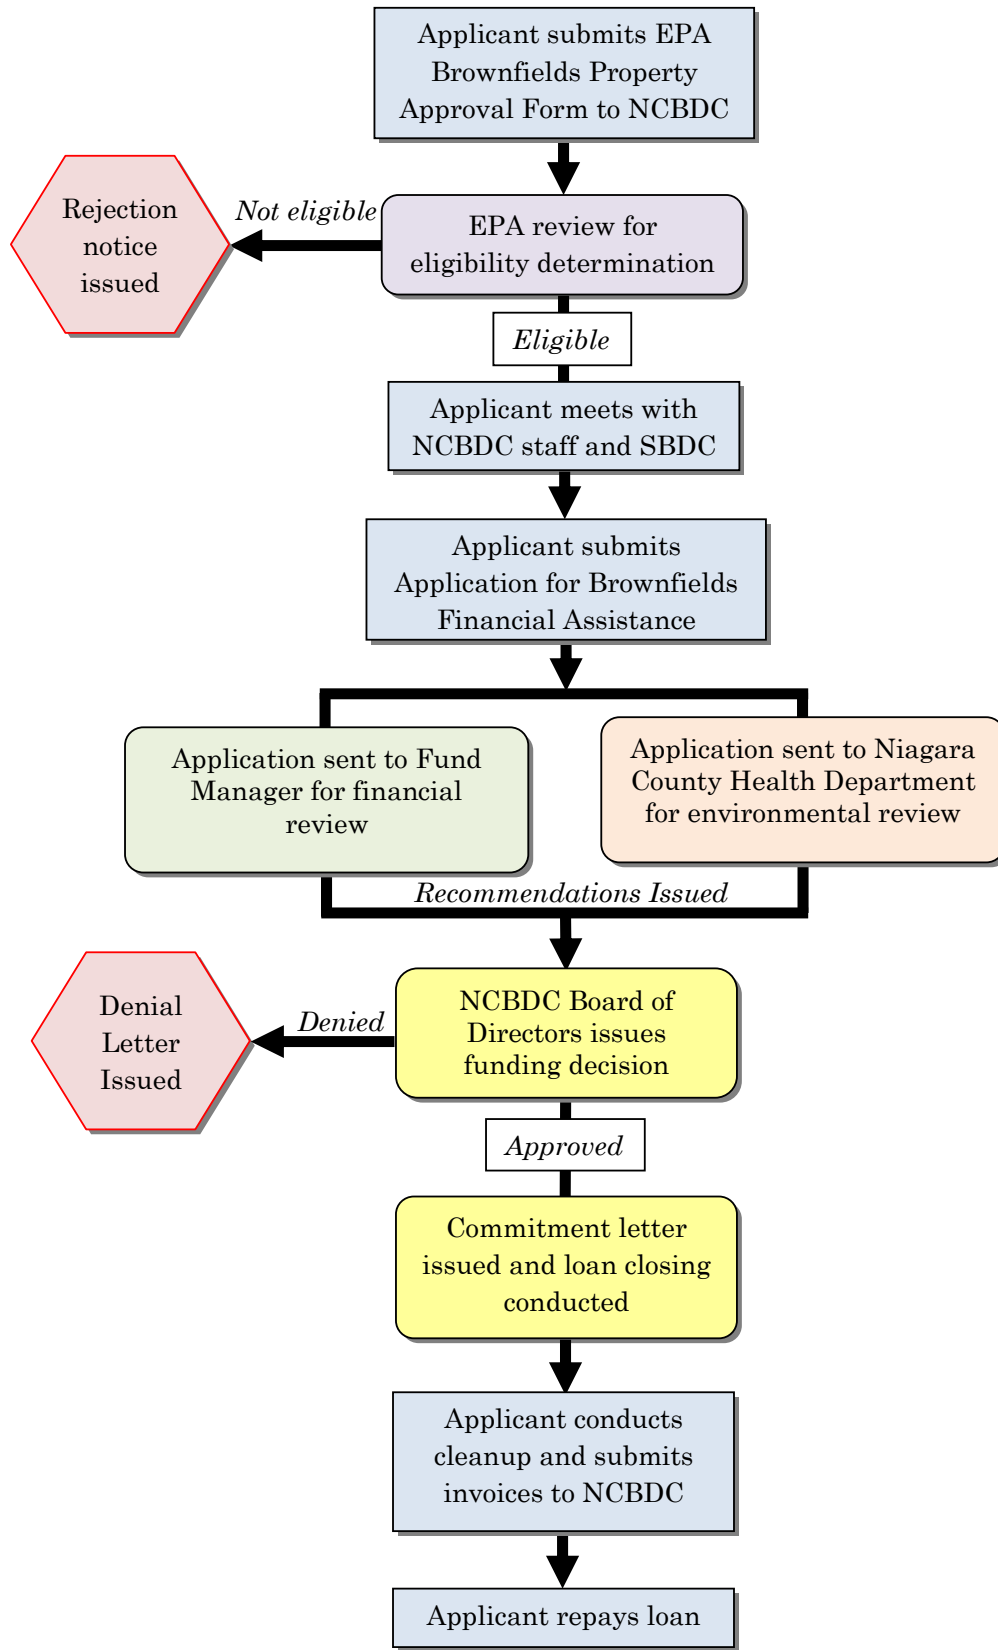 Applicant submits EPA
Brownfields Property
Approval Form to NCBDC
Rejection
notice
issued
Not eligible
EPA review for
eligibility determination
Eligible
Applicant meets with
NCBDC staff and SBDC
Applicant submits
Application for Brownfields
Financial Assistance
Application sent to Fund
Manager for financial
review
Application sent to Niagara
County Health Department
for environmental review
Recommendations Issued
Denial
Letter
Issued
Denied
NCBDC Board of
Directors issues
funding decision
Approved
Commitment letter
issued and loan closing
conducted
Applicant conducts
cleanup and submits
invoices to NCBDC
Applicant repays loan